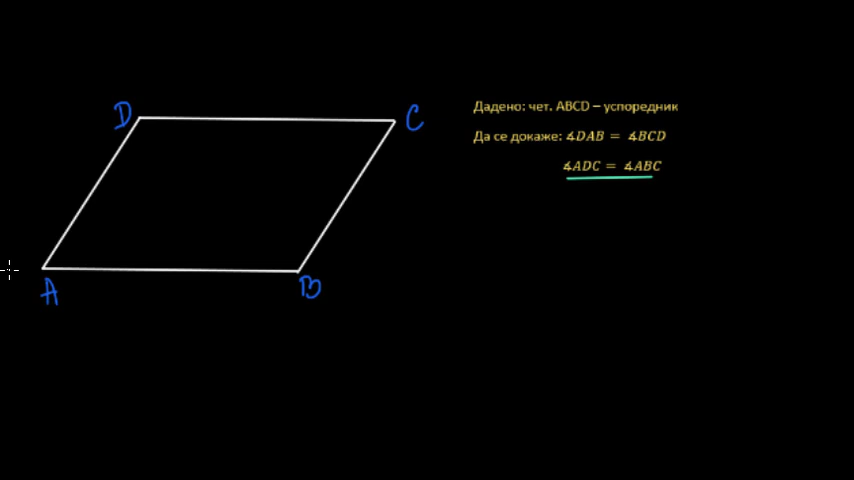 D
C
A
B
Дадено: чет. ABCD – успоредник
Да се докаже: ∡DAB = ∡BCD
∡ADC = ∡ABC